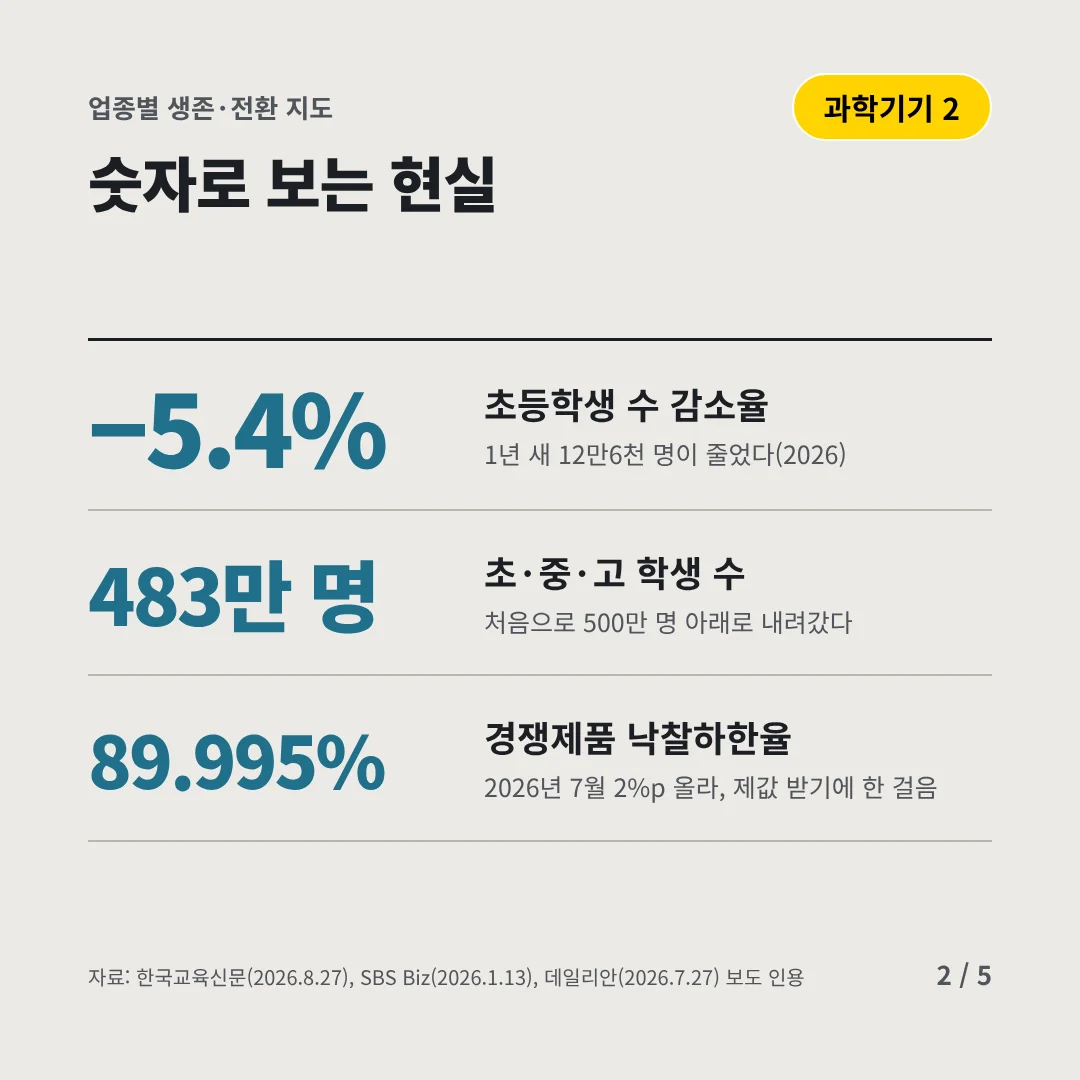 업종별 생존·전환 지도
과학기기 2
숫자로 보는 현실
–5.4%
초등학생 수 감소율
1년 새 12만6천 명이 줄었다(2026)
483만 명
초·중·고 학생 수
처음으로 500만 명 아래로 내려갔다
89.995%
경쟁제품 낙찰하한율
2026년 7월 2%p 올라, 제값 받기에 한 걸음
자료: 한국교육신문(2026.8.27), SBS Biz(2026.1.13), 데일리안(2026.7.27) 보도 인용
2 / 5